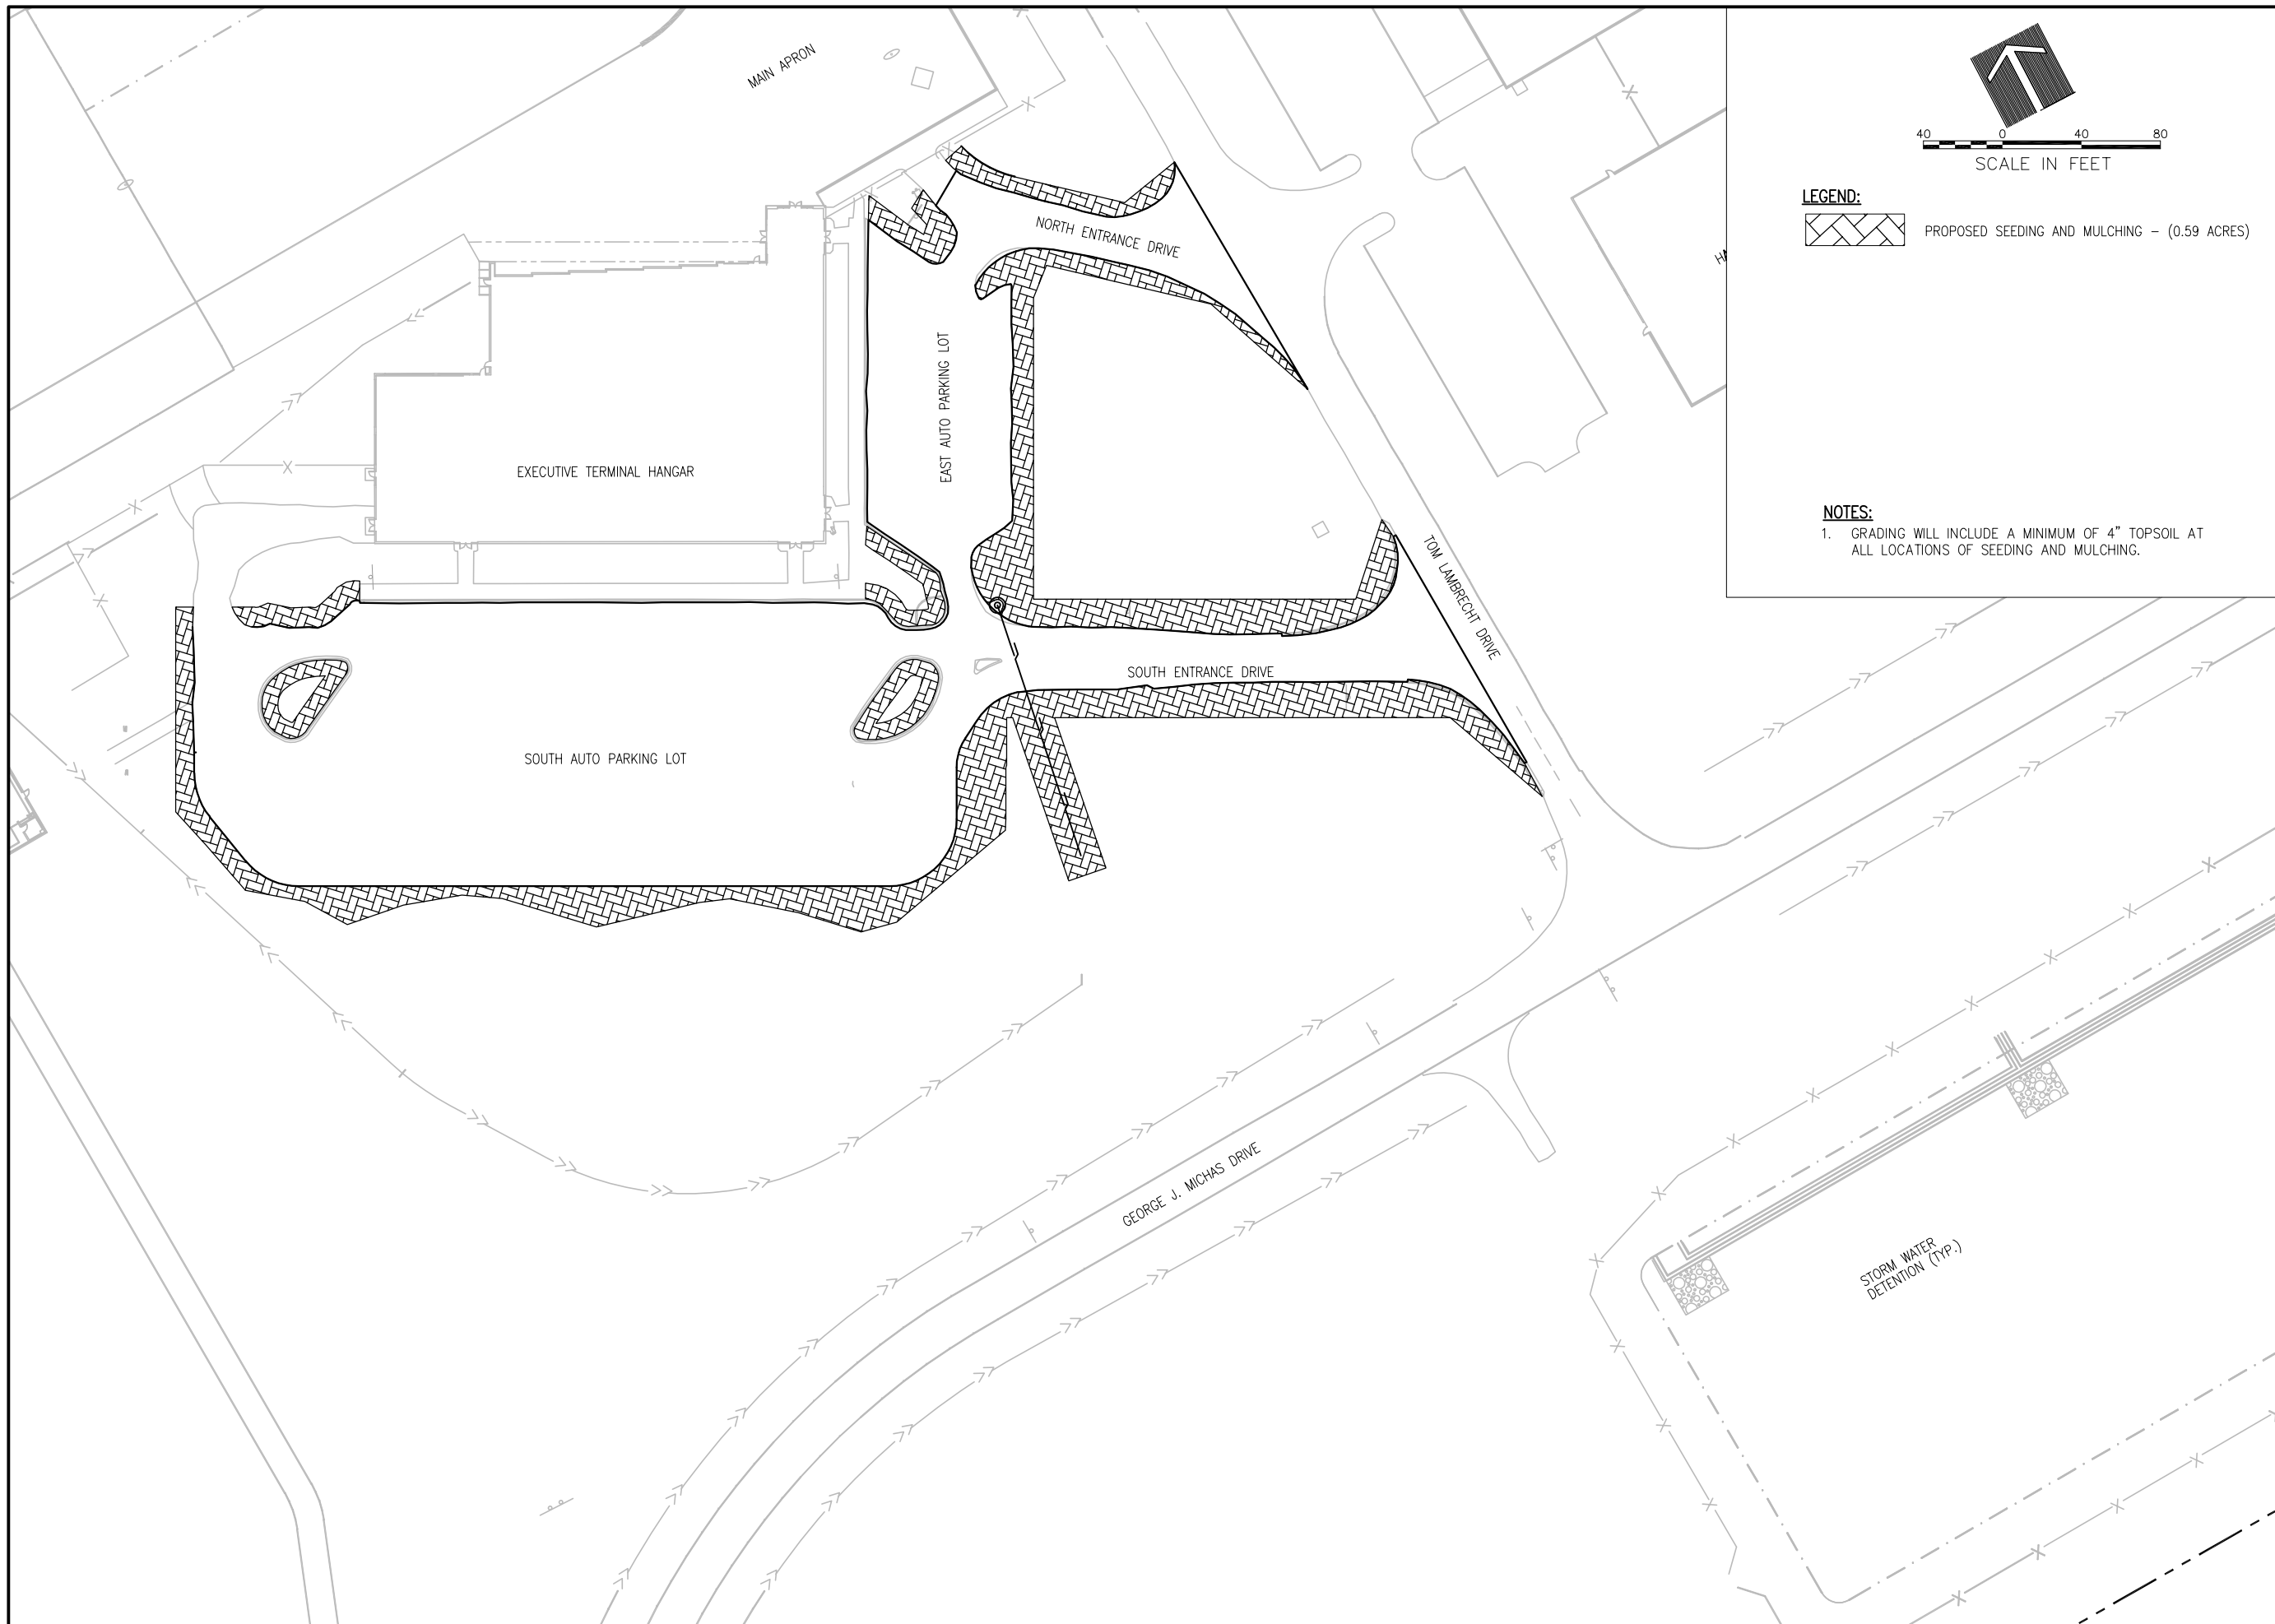 MAIN APRON
40 0 40 80
SCALE IN FEET
LEGEND:
PROPOSED SEEDING AND MULCHING – (0.59 ACRES)
NORTH ENTRANCE DRIVE
EAST AUTO PARKING LOT
EXECUTIVE TERMINAL HANGAR
NOTES:
1. GRADING WILL INCLUDE A MINIMUM OF 4" TOPSOIL AT
ALL LOCATIONS OF SEEDING AND MULCHING.
TOM LAMBRECHT DRIVE
SOUTH ENTRANCE DRIVE
SOUTH AUTO PARKING LOT
GEORGE J. MICHAS DRIVE
STORM WATER
DETENTION (TYP.)